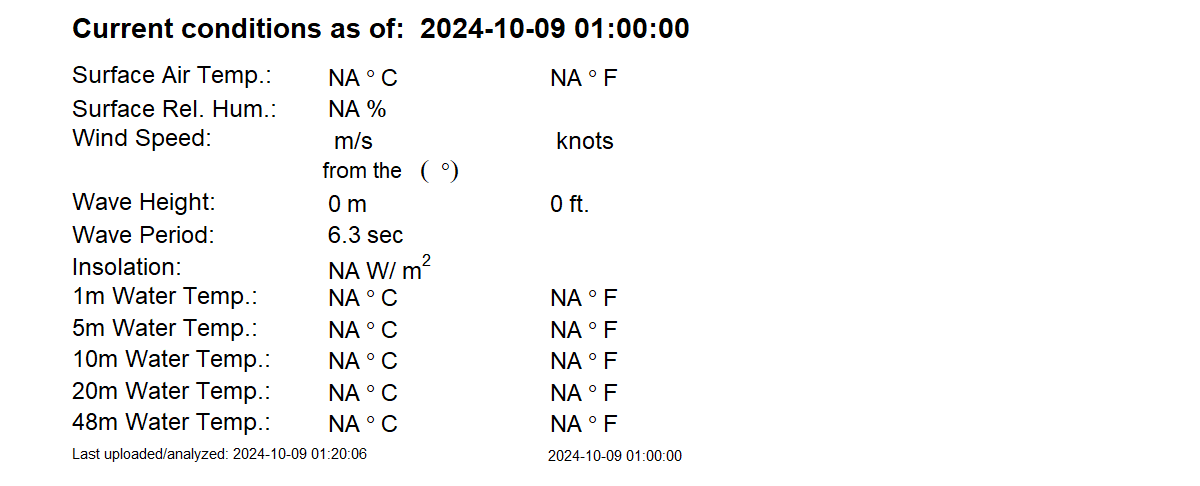 Current conditions as of: 2024-10-09 01:00:00
Surface Air Temp.: NA ° C NA ° F
Surface Rel. Hum.: NA %
Wind Speed: m/s knots
from the ( °)
Wave Height: 0 m 0 ft.
Wave Period: 6.3 sec
Insolation: NA W/ m²
1m Water Temp.: NA ° C NA ° F
5m Water Temp.: NA ° C NA ° F
10m Water Temp.: NA ° C NA ° F
20m Water Temp.: NA ° C NA ° F
48m Water Temp.: NA ° C NA ° F
Last uploaded/analyzed: 2024-10-09 01:20:06 2024-10-09 01:00:00